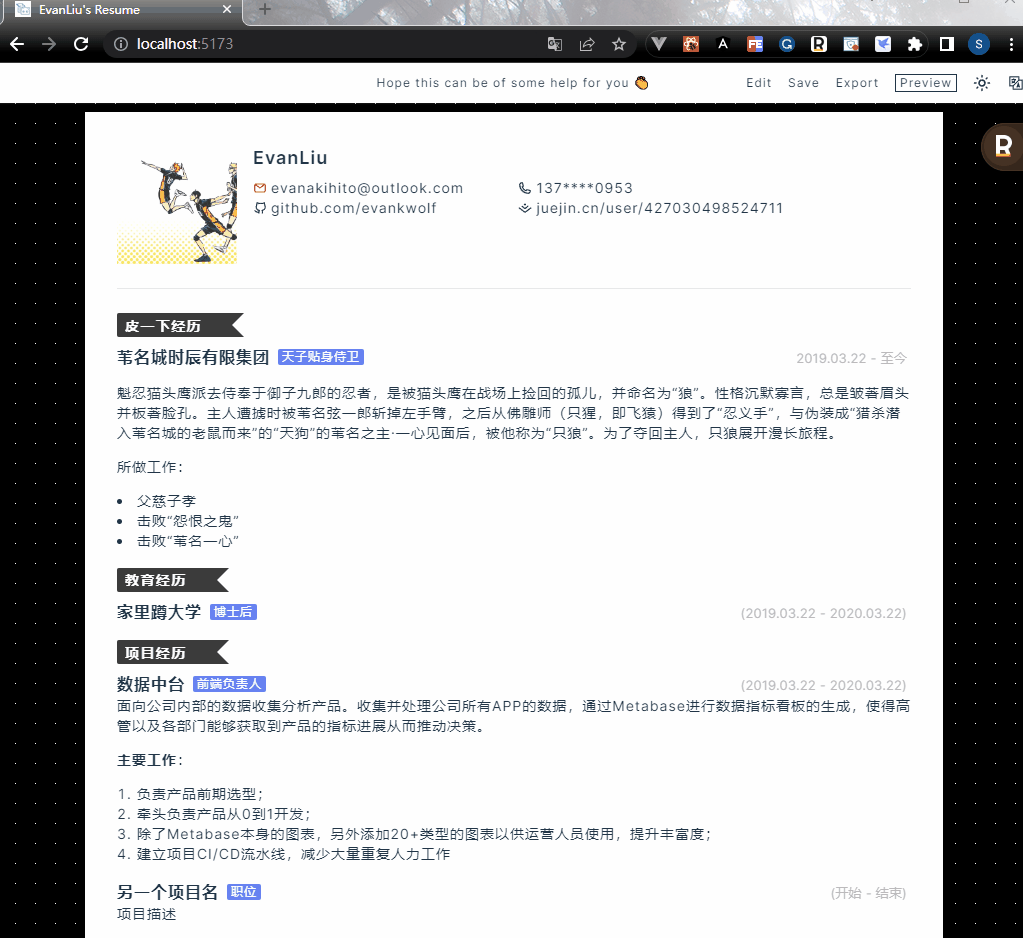 EvanLiu's Resume
localhost:5173
Hope this can be of some help for you 👏 Edit Save Export Preview
EvanLiu
evanakihito@outlook.com 137****0953
github.com/evankwolf juejin.cn/user/427030498524711
皮一下经历
苇名城时辰有限集团 天子贴身侍卫 2019.03.22 - 至今
魁忍猫头鹰派去侍奉于御子九郎的忍者，是被猫头鹰在战场上捡回的孤儿，并命名为“狼”。性格沉默寡言，总是皱着眉头
并板着脸孔。主人遭掳时被苇名弦一郎斩掉左手臂，之后从佛雕师（只猩，即飞猿）得到了“忍义手”，与伪装成“猎杀潜
入苇名城的老鼠而来”的“天狗”的苇名之主·一心见面后，被他称为“只狼”。为了夺回主人，只狼展开漫长旅程。
所做工作：
• 父慈子孝
• 击败“怨恨之鬼”
• 击败“苇名一心”
教育经历
家里蹲大学 博士后 (2019.03.22 - 2020.03.22)
项目经历
数据中台 前端负责人 (2019.03.22 - 2020.03.22)
面向公司内部的数据收集分析产品。收集并处理公司所有APP的数据，通过Metabase进行数据指标看板的生成，使得高
管以及各部门能够获取到产品的指标进展从而推动决策。
主要工作：
1. 负责产品前期选型；
2. 牵头负责产品从0到1开发；
3. 除了Metabase本身的图表，另外添加20+类型的图表以供运营人员使用，提升丰富度；
4. 建立项目CI/CD流水线，减少大量重复人力工作
另一个项目名 职位 (开始 - 结束)
项目描述